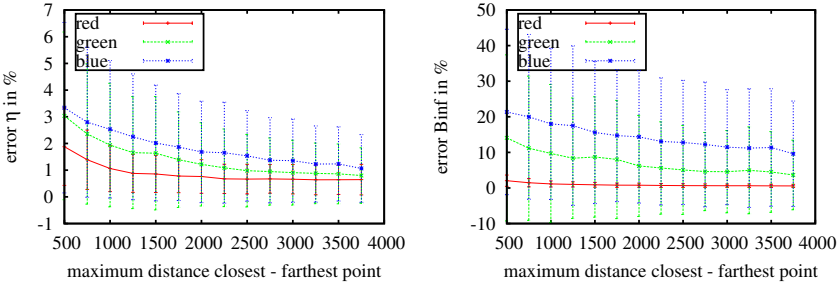 7
6
5
4
3
2
1
0
-1
red
green
blue
error η in %
500 1000 1500 2000 2500 3000 3500 4000
maximum distance closest - farthest point
50
40
30
20
10
0
-10
red
green
blue
error Binf in %
500 1000 1500 2000 2500 3000 3500 4000
maximum distance closest - farthest point